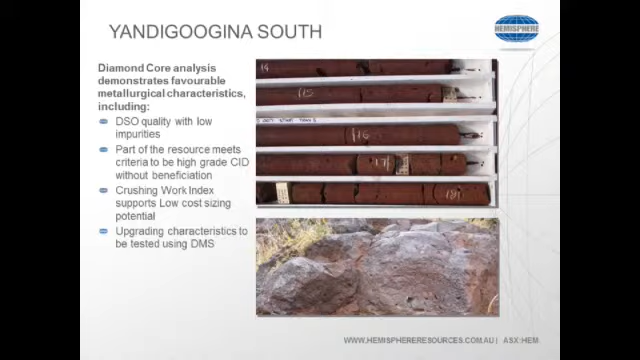 YANDIGOOGINA SOUTH
HEMISPHERE
Diamond Core analysis
demonstrates favourable
metallurgical characteristics,
including:
DSO quality with low
impurities
Part of the resource meets
criteria to be high grade CID
without beneficiation
Crushing Work Index
supports Low cost sizing
potential
Upgrading characteristics to
be tested using DMS
115
116
WWW.HEMISPHERERESOURCES.COM.AU | ASX:HEM